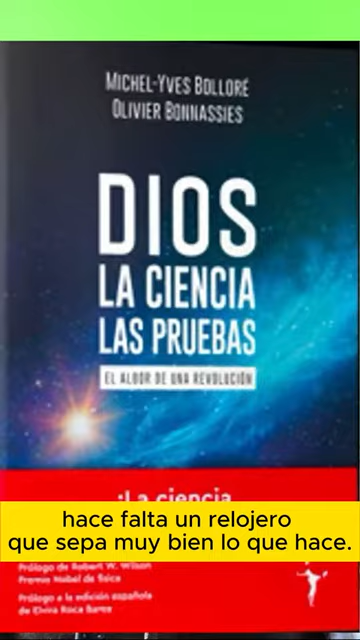 MICHEL-YVES BOLLORÉ
OLIVIER BONNASSIES
DIOS
LA CIENCIA
LAS PRUEBAS
EL ALBOR DE UNA REVOLUCIÓN
¡La ciencia
hace falta un relojero
que sepa muy bien lo que hace.
Prólogo de Robert W. Wilson
Premio Nobel de física
Prólogo a la edición española
de Elvira Roca Barea